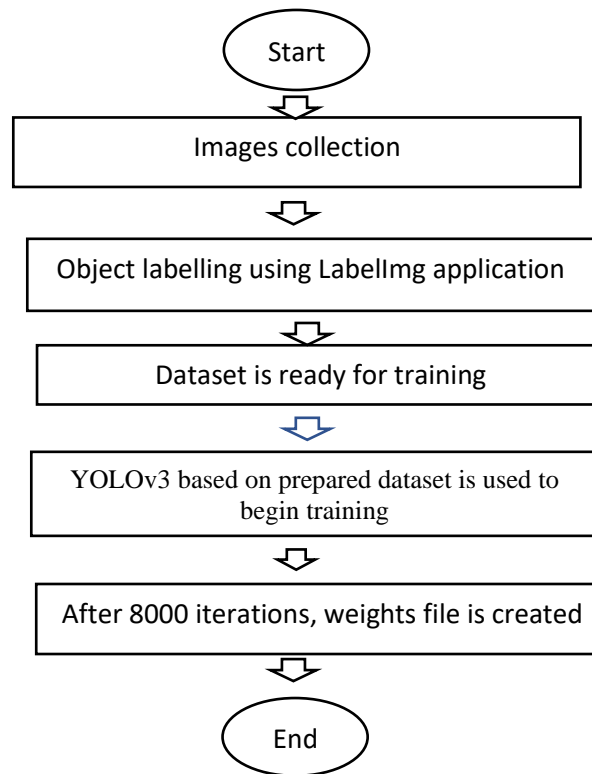 Start
Images collection
Object labelling using LabelImg application
Dataset is ready for training
YOLOv3 based on prepared dataset is used to
begin training
After 8000 iterations, weights file is created
End